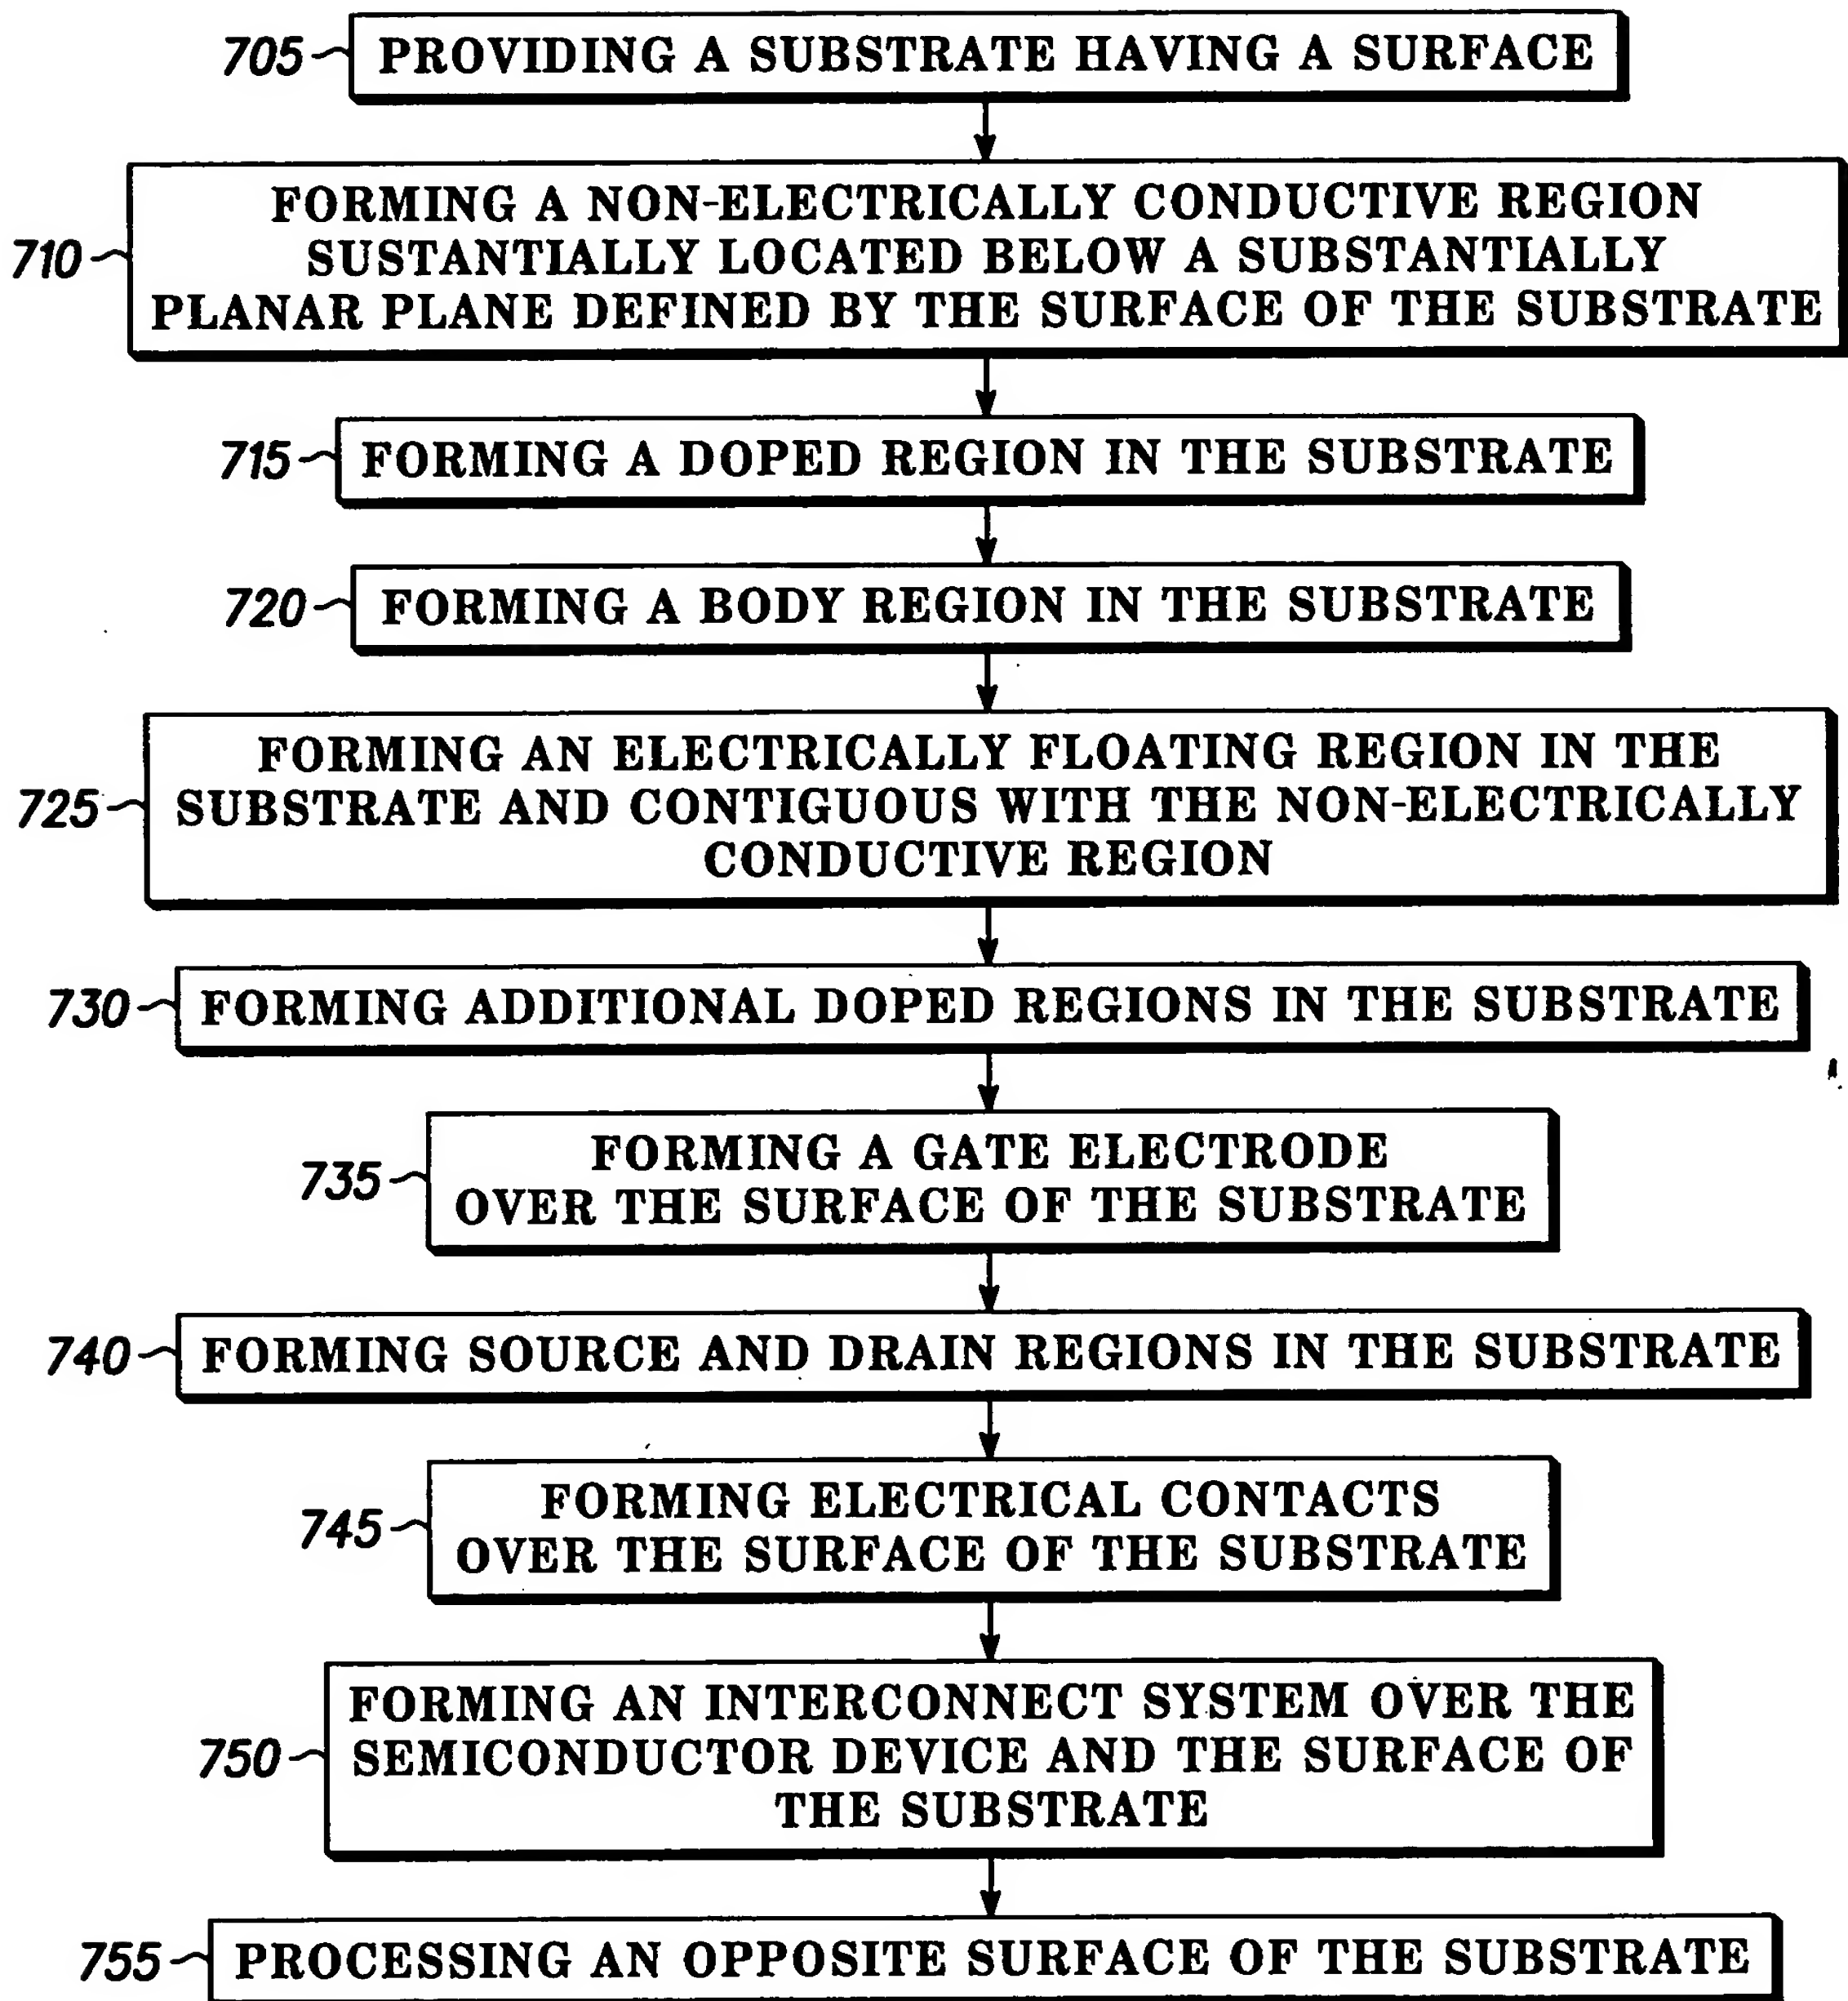 705 PROVIDING A SUBSTRATE HAVING A SURFACE
FORMING A NON-ELECTRICALLY CONDUCTIVE REGION
710 SUSTANTIALLY LOCATED BELOW A SUBSTANTIALLY
PLANAR PLANE DEFINED BY THE SURFACE OF THE SUBSTRATE
715 FORMING A DOPED REGION IN THE SUBSTRATE
720 FORMING A BODY REGION IN THE SUBSTRATE
FORMING AN ELECTRICALLY FLOATING REGION IN THE
725 SUBSTRATE AND CONTIGUOUS WITH THE NON-ELECTRICALLY
CONDUCTIVE REGION
730 FORMING ADDITIONAL DOPED REGIONS IN THE SUBSTRATE
735
FORMING A GATE ELECTRODE
OVER THE SURFACE OF THE SUBSTRATE
740 FORMING SOURCE AND DRAIN REGIONS IN THE SUBSTRATE
745
FORMING ELECTRICAL CONTACTS
OVER THE SURFACE OF THE SUBSTRATE
FORMING AN INTERCONNECT SYSTEM OVER THE
750 SEMICONDUCTOR DEVICE AND THE SURFACE OF
THE SUBSTRATE
755 PROCESSING AN OPPOSITE SURFACE OF THE SUBSTRATE